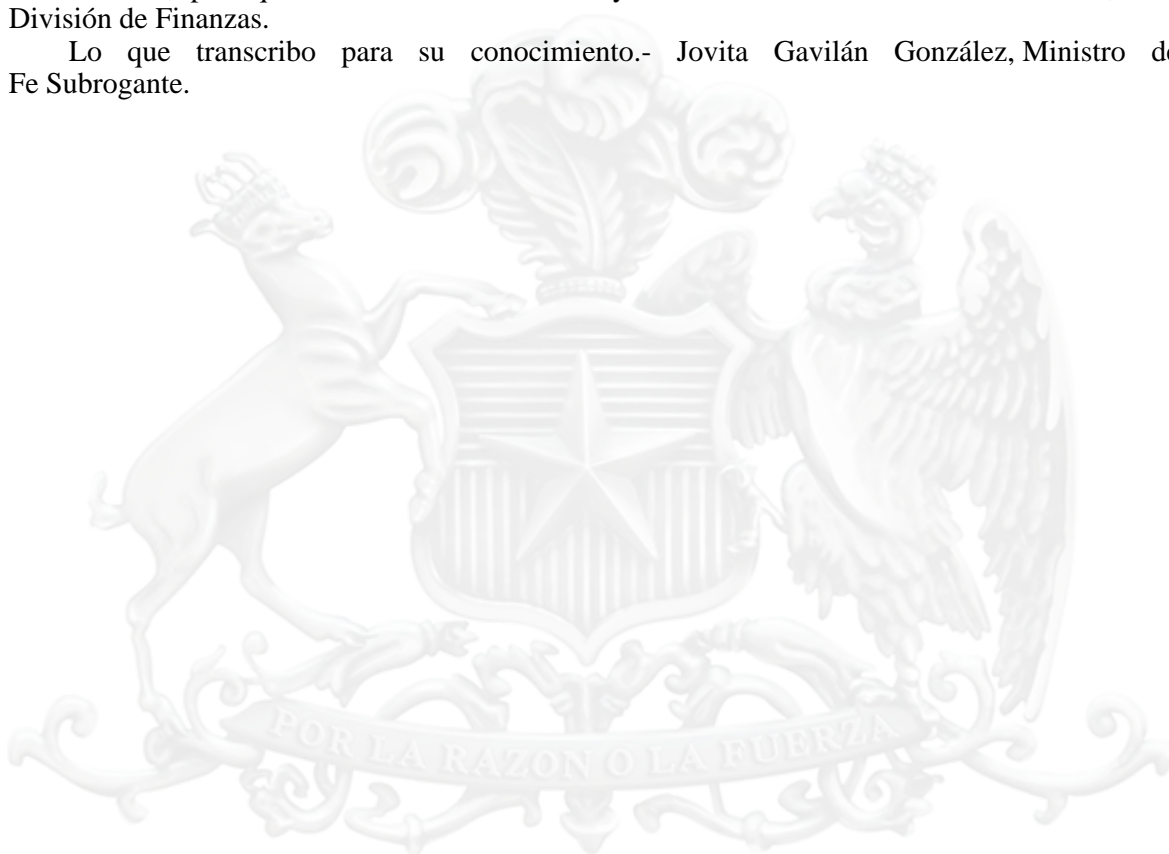 División de Finanzas.
Lo que transcribo para su conocimiento.- Jovita Gavilán González, Ministro de
Fe Subrogante.
POR LA RAZON O LA FUERZA